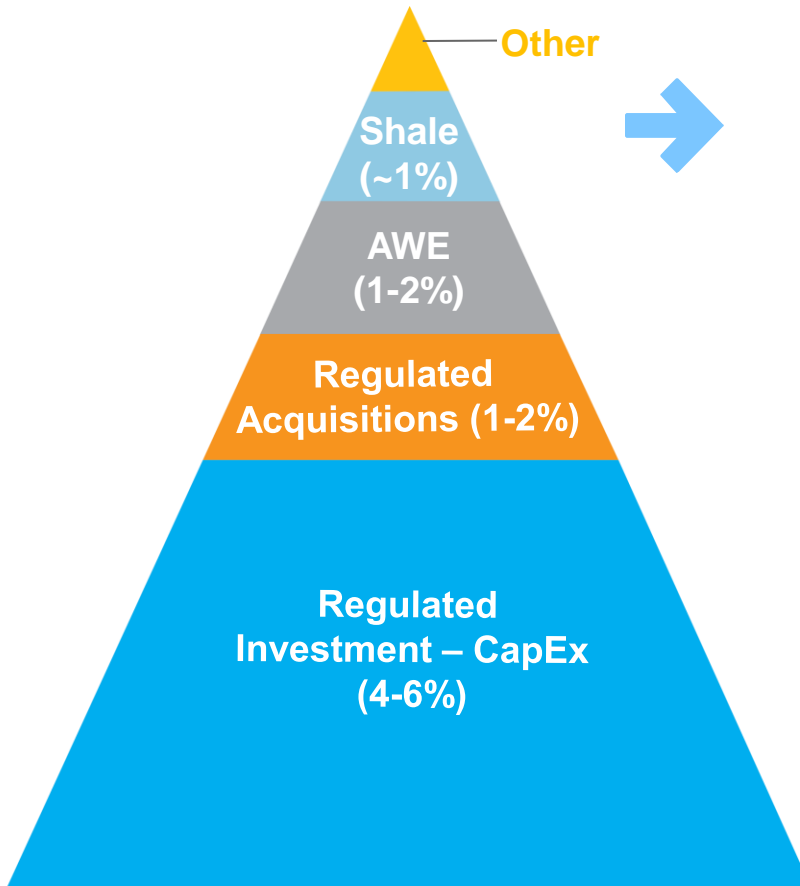 Other
Shale
(~1%)
AWE
(1-2%)
Regulated
Acquisitions (1-2%)
Regulated
Investment – CapEx
(4-6%)